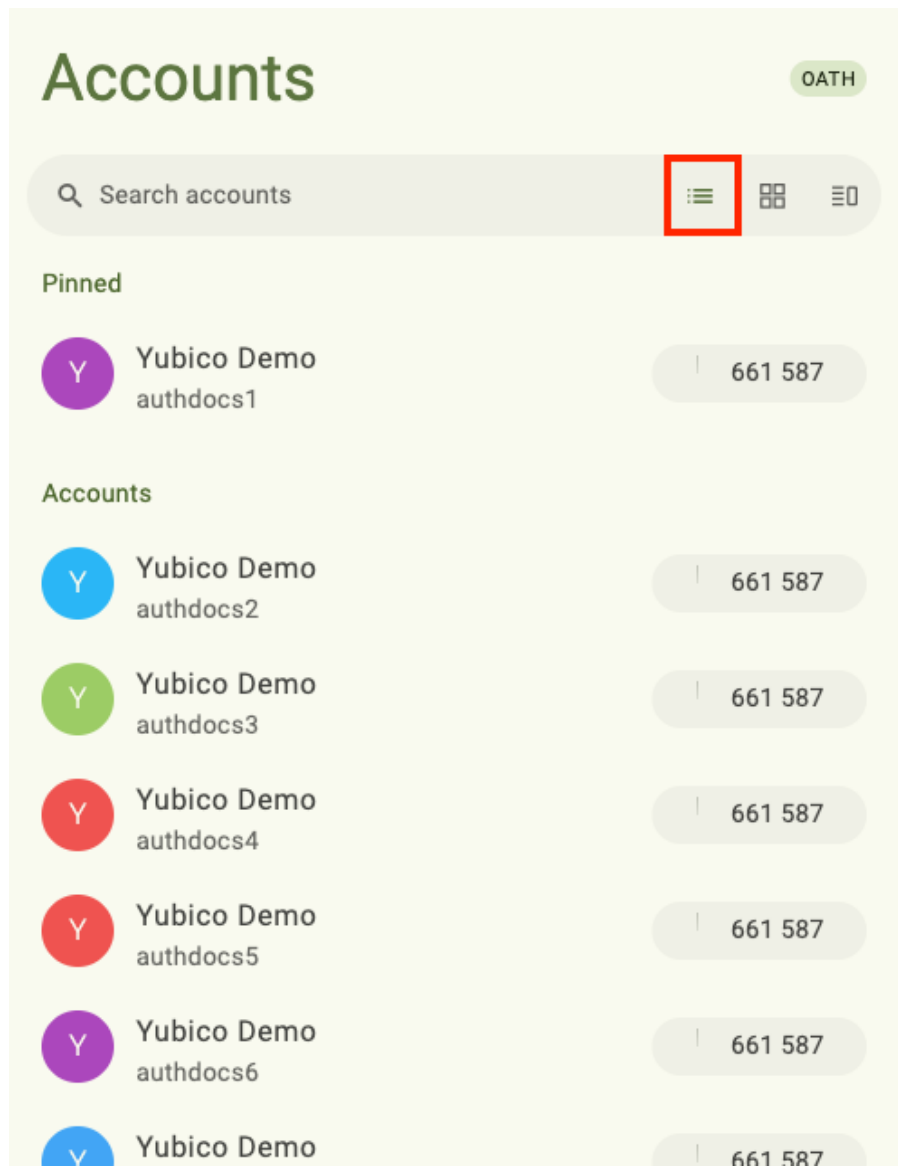 Accounts
OATH
Search accounts
Pinned
Y
Yubico Demo
authdocs1
661 587
Accounts
Y
Yubico Demo
authdocs2
661 587
Y
Yubico Demo
authdocs3
661 587
Y
Yubico Demo
authdocs4
661 587
Y
Yubico Demo
authdocs5
661 587
Y
Yubico Demo
authdocs6
661 587
Y
Yubico Demo
661 587